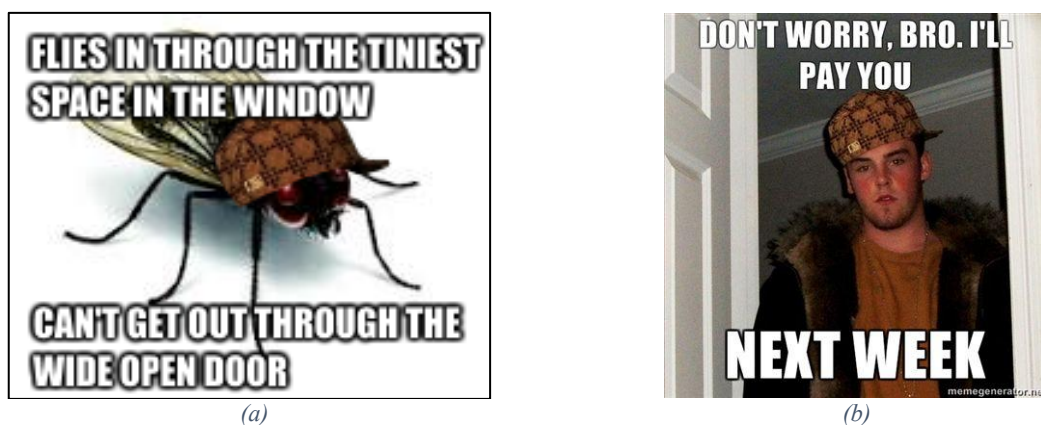 FLIES IN THROUGH THE TINIEST
SPACE IN THE WINDOW
CAN'T GET OUT THROUGH THE
WIDE OPEN DOOR
(a)
DON'T WORRY, BRO. I'LL
PAY YOU
NEXT WEEK
memegenerator.ne
(b)